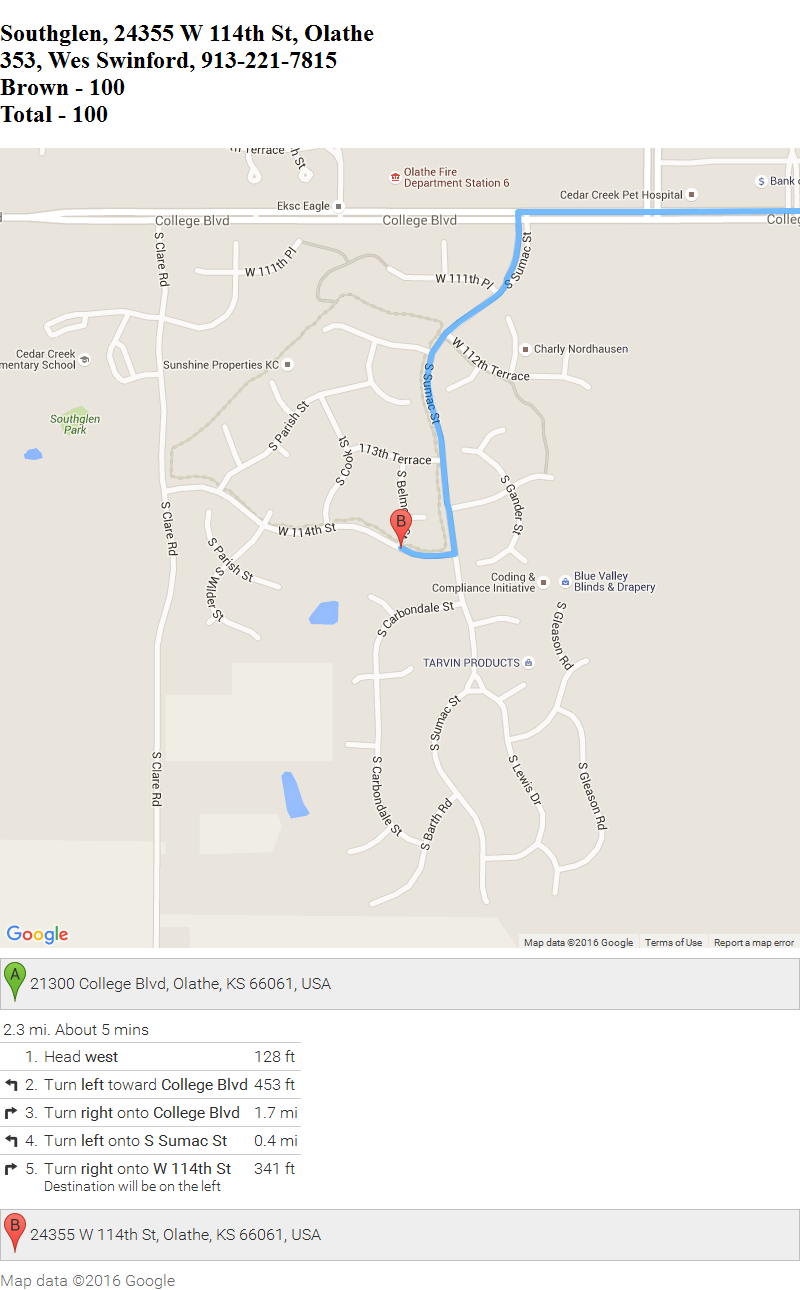 Southglen, 24355 W 114th St, Olathe
353, Wes Swinford, 913-221-7815
Brown - 100
Total - 100
Terrace
h St
Olathe Fire
Department Station 6
Bank
Cedar Creek Pet Hospital
Eksc Eagle
College Blvd
College Blvd
Colleg
S Clare Rd
S Sumac St
W 111th Pl
W 111th Pl
W 112th Terrace
Charly Nordhausen
Cedar Creek
mentary School
Sunshine Properties KC
S Sumac St
Southglen
Park
S Parish St
S Cook St
113th Terrace
S Belm
S Gander St
S Clare Rd
W 114th St
B
S Parish St
S Wilder St
Coding &
Compliance Initiative
Blue Valley
Blinds & Drapery
S Carbondale St
S Gleason Rd
TARVIN PRODUCTS
S Sumac St
S Clare Rd
S Carbondale St
S Lewis Dr
S Gleason Rd
S Barth Rd
Google
Map data ©2016 Google Terms of Use Report a map error
A 21300 College Blvd, Olathe, KS 66061, USA
2.3 mi. About 5 mins
1. Head west 128 ft
2. Turn left toward College Blvd 453 ft
3. Turn right onto College Blvd 1.7 mi
4. Turn left onto S Sumac St 0.4 mi
5. Turn right onto W 114th St 341 ft
Destination will be on the left
B 24355 W 114th St, Olathe, KS 66061, USA
Map data ©2016 Google